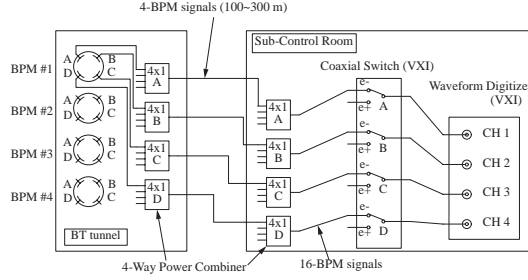 4-BPM signals (100~300 m)
Sub-Control Room
Coaxial Switch (VXI)
Waveform Digitize
(VXI)
BPM #1
A B
D C
4x1
A
BPM #2
A B
D C
4x1
B
BPM #3
A B
D C
4x1
C
BPM #4
A B
D C
4x1
D
BT tunnel
4x1
A
4x1
B
4x1
C
4x1
D
e-
e+ A
e-
e+ B
e-
e+ C
e-
e+ D
CH 1
CH 2
CH 3
CH 4
4-Way Power Combiner
16-BPM signals